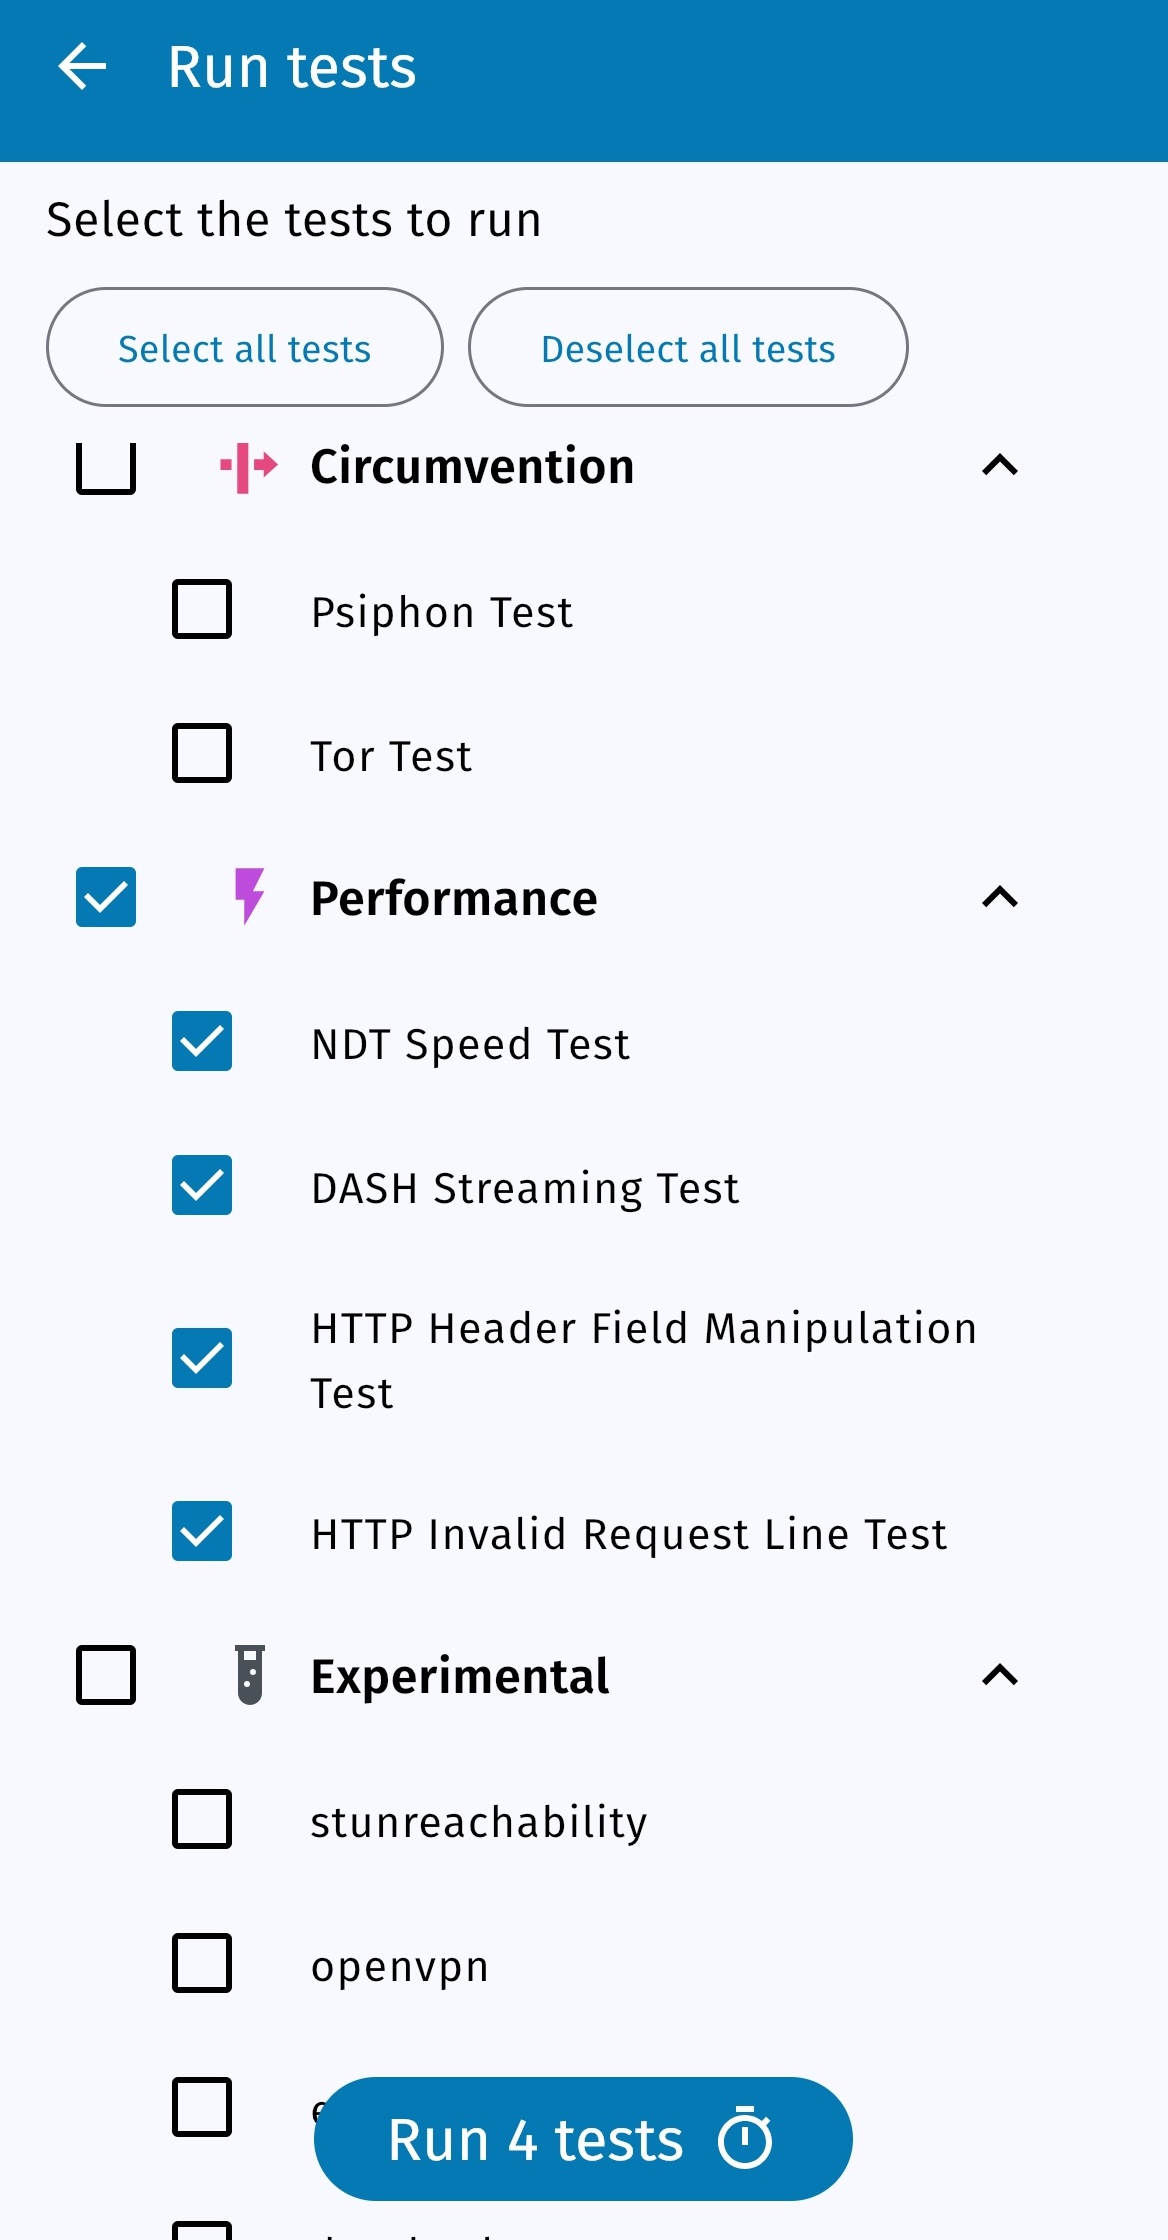 Run tests
Select the tests to run
Select all tests
Deselect all tests
Circumvention
Psiphon Test
Tor Test
Performance
NDT Speed Test
DASH Streaming Test
HTTP Header Field Manipulation
Test
HTTP Invalid Request Line Test
Experimental
stunreachability
openvpn
Run 4 tests